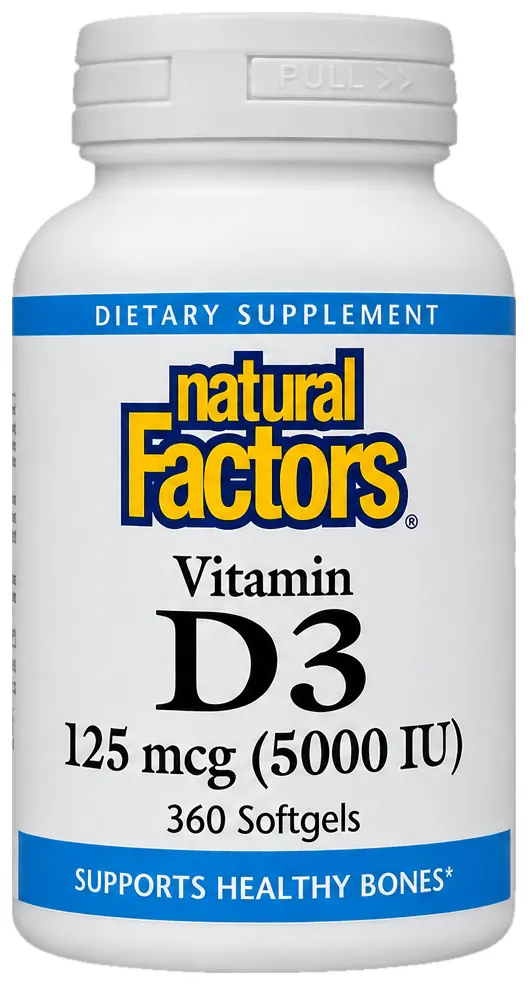 PULL >>
DIETARY SUPPLEMENT
natural
Factors®
Vitamin
D3
125 mcg (5000 IU)
360 Softgels
SUPPORTS HEALTHY BONES*